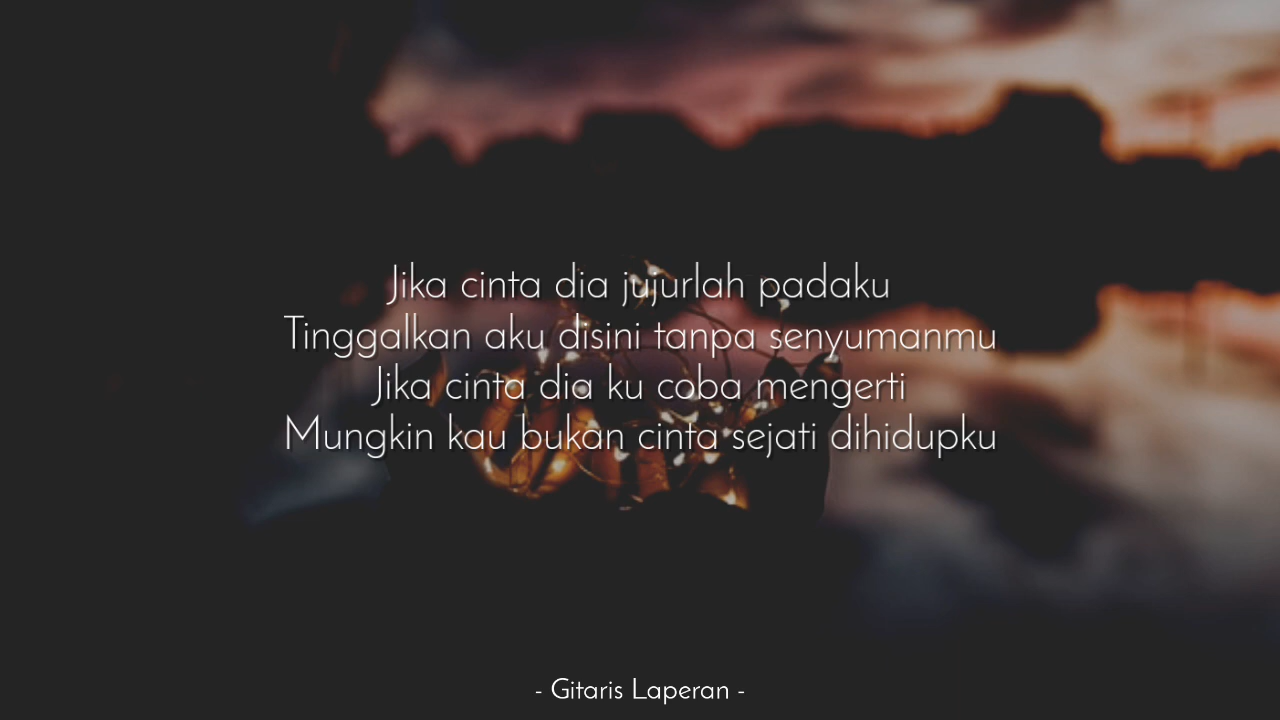 Jika cinta dia jujurlah padaku
Tinggalkan aku disini tanpa senyumanmu
Jika cinta dia ku coba mengerti
Mungkin kau bukan cinta sejati dihidupku
- Gitaris Laperan -